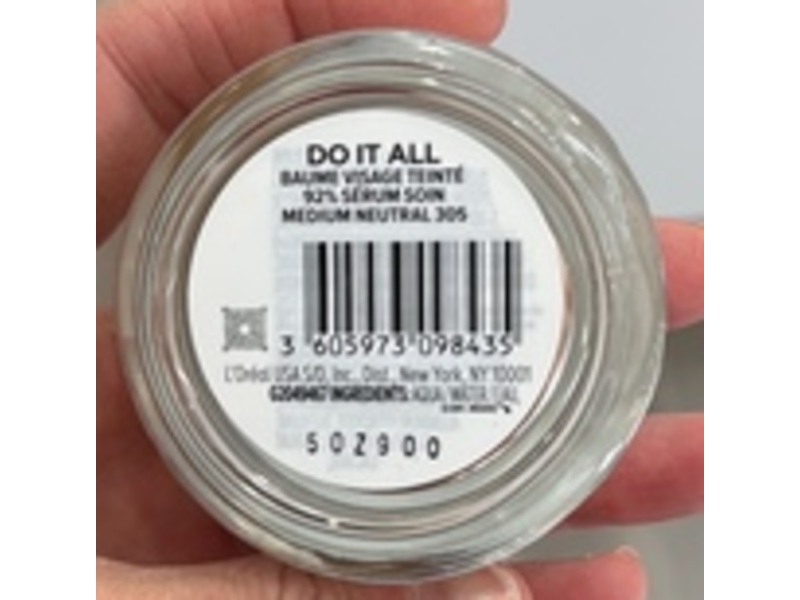 DO IT ALL
BAUME VISAGE TEINTÉ
92% SÉRUM SOIN
MEDIUM NEUTRAL 305
3 605973 098435
L'Oréal USA S/D, Inc., Dist., New York, NY 10001
INGREDIENTS: AQUA / WATER / EAU,
50Z900